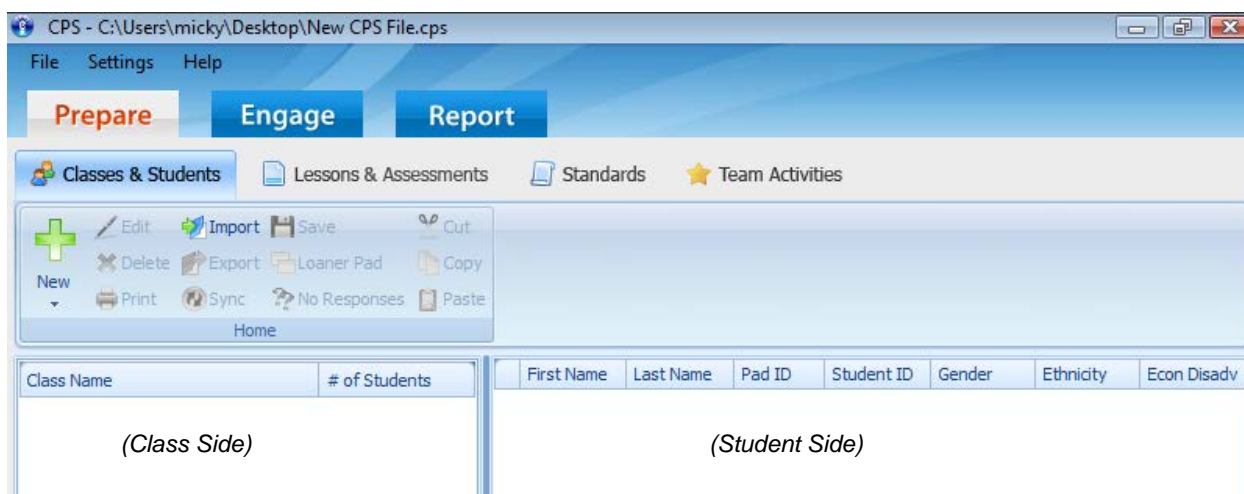 CPS - C:\Users\micky\Desktop\New CPS File.cps
File Settings Help
Prepare Engage Report
Classes & Students Lessons & Assessments Standards Team Activities
New
Edit Import Save Cut
Delete Export Loaner Pad Copy
Print Sync No Responses Paste
Home
Class Name # of Students First Name Last Name Pad ID Student ID Gender Ethnicity Econ Disadv
(Class Side) (Student Side)